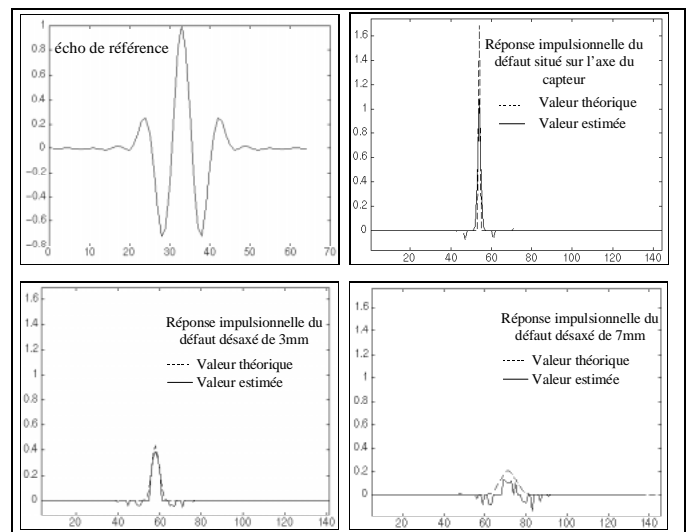 écho de référence
1
0.8
0.6
0.4
0.2
0
−0.2
−0.4
−0.6
−0.8
0 10 20 30 40 50 60 70
Réponse impulsionnelle du
défaut situé sur l'axe du
capteur
Valeur théorique
Valeur estimée
1.6
1.4
1.2
1
0.8
0.6
0.4
0.2
0
20 40 60 80 100 120 140
Réponse impulsionnelle du
défaut désaxé de 3mm
Valeur théorique
Valeur estimée
1.6
1.4
1.2
1
0.8
0.6
0.4
0.2
0
20 40 60 80 100 120 140
Réponse impulsionnelle du
défaut désaxé de 7mm
Valeur théorique
Valeur estimée
1.6
1.4
1.2
1
0.8
0.6
0.4
0.2
0
20 40 60 80 100 120 140